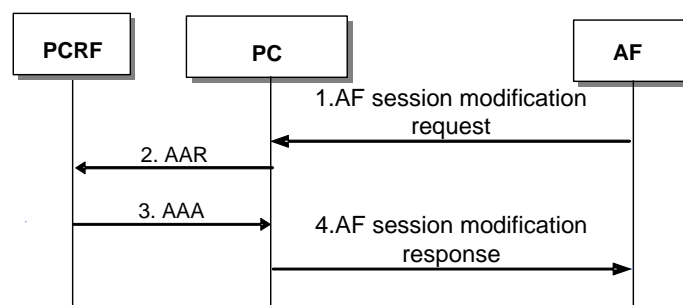 PCRF
PC
AF
1.AF session modification
request
2. AAR
3. AAA
4.AF session modification
response